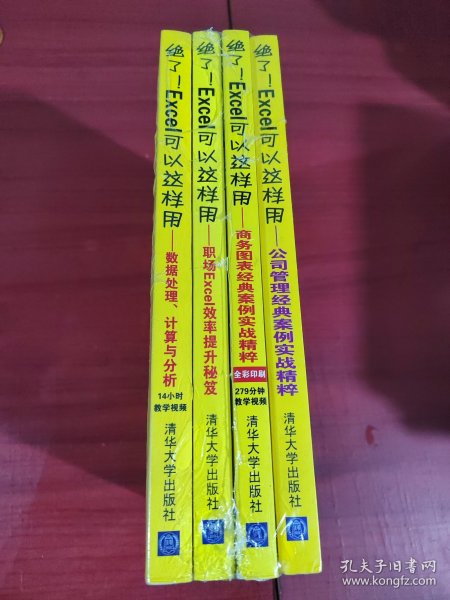 绝了！Excel可以这样用——数据处理、计算与分析
14小时
教学视频
清华大学出版社
绝了！Excel可以这样用——职场Excel效率提升秘笈
清华大学出版社
绝了！Excel可以这样用——商务图表经典案例实战精粹
全彩印刷
279分钟
教学视频
清华大学出版社
绝了！Excel可以这样用——公司管理经典案例实战精粹
清华大学出版社
孔夫子旧书网
www.kongfz.com